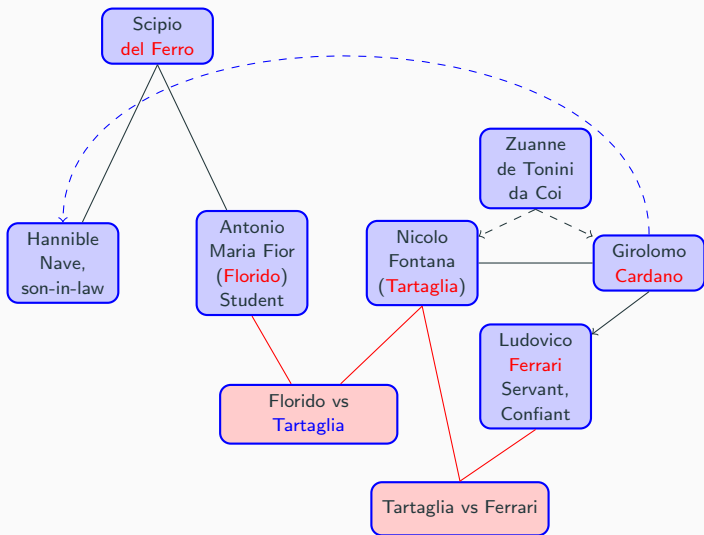 Scipio
del Ferro
Zuanne
de Tonini
da Coi
Hannible
Nave,
son-in-law
Antonio
Maria Fior
(Florido)
Student
Nicolo
Fontana
(Tartaglia)
Girolomo
Cardano
Ludovico
Ferrari
Servant,
Confiant
Florido vs
Tartaglia
Tartaglia vs Ferrari